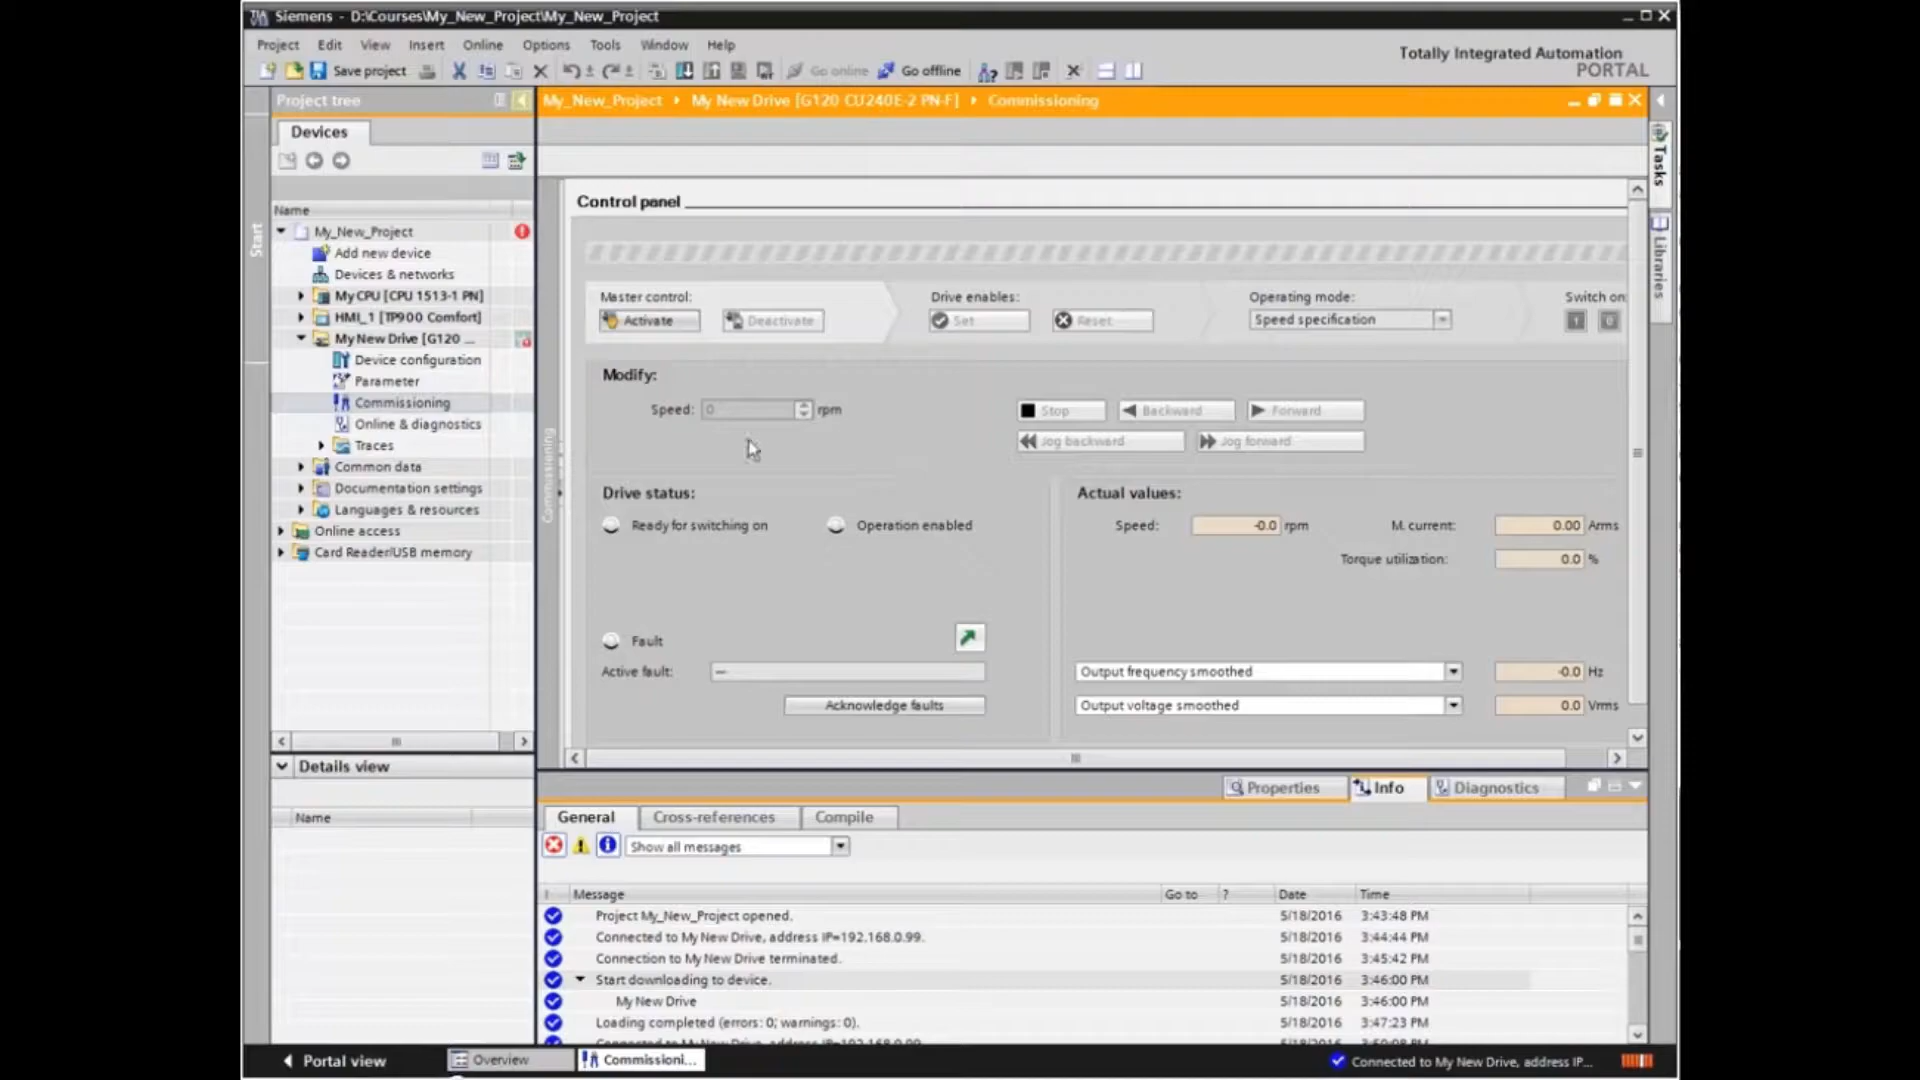 Siemens - D:\Courses\My_New_Project\My_New_Project
Project Edit View Insert Online Options Tools Window Help
Totally Integrated Automation
PORTAL
Save project
Go online
Go offline
Project tree
My_New_Project
My New Drive [G120 CU240E-2 PN-F]
Commissioning
Devices
Name
My_New_Project
Add new device
Devices & networks
My CPU [CPU 1513-1 PN]
HMI_1 [TP900 Comfort]
My New Drive [G120 ...
Device configuration
Parameter
Commissioning
Online & diagnostics
Traces
Common data
Documentation settings
Languages & resources
Online access
Card Reader/USB memory
Details view
Name
Start
Commissioning
Control panel
Master control:
Activate
Deactivate
Drive enables:
Set
Reset
Operating mode:
Speed specification
Switch on:
Modify:
Speed: 0 rpm
Stop
Backward
Forward
Jog backward
Jog forward
Drive status:
Ready for switching on
Operation enabled
Fault
Active fault: ---
Acknowledge faults
Actual values:
Speed: -0.0 rpm
M. current: 0.00 Arms
Torque utilization: 0.0 %
Output frequency smoothed -0.0 Hz
Output voltage smoothed 0.0 Vrms
Tasks
Libraries
Properties
Info
Diagnostics
General
Cross-references
Compile
Show all messages
! Message Go to ? Date Time
Project My_New_Project opened. 5/18/2016 3:43:48 PM
Connected to My New Drive, address IP=192.168.0.99. 5/18/2016 3:44:44 PM
Connection to My New Drive terminated. 5/18/2016 3:45:42 PM
Start downloading to device. 5/18/2016 3:46:00 PM
My New Drive 5/18/2016 3:46:00 PM
Loading completed (errors: 0; warnings: 0). 5/18/2016 3:47:23 PM
Portal view
Overview
Commissioni...
Connected to My New Drive, address IP...